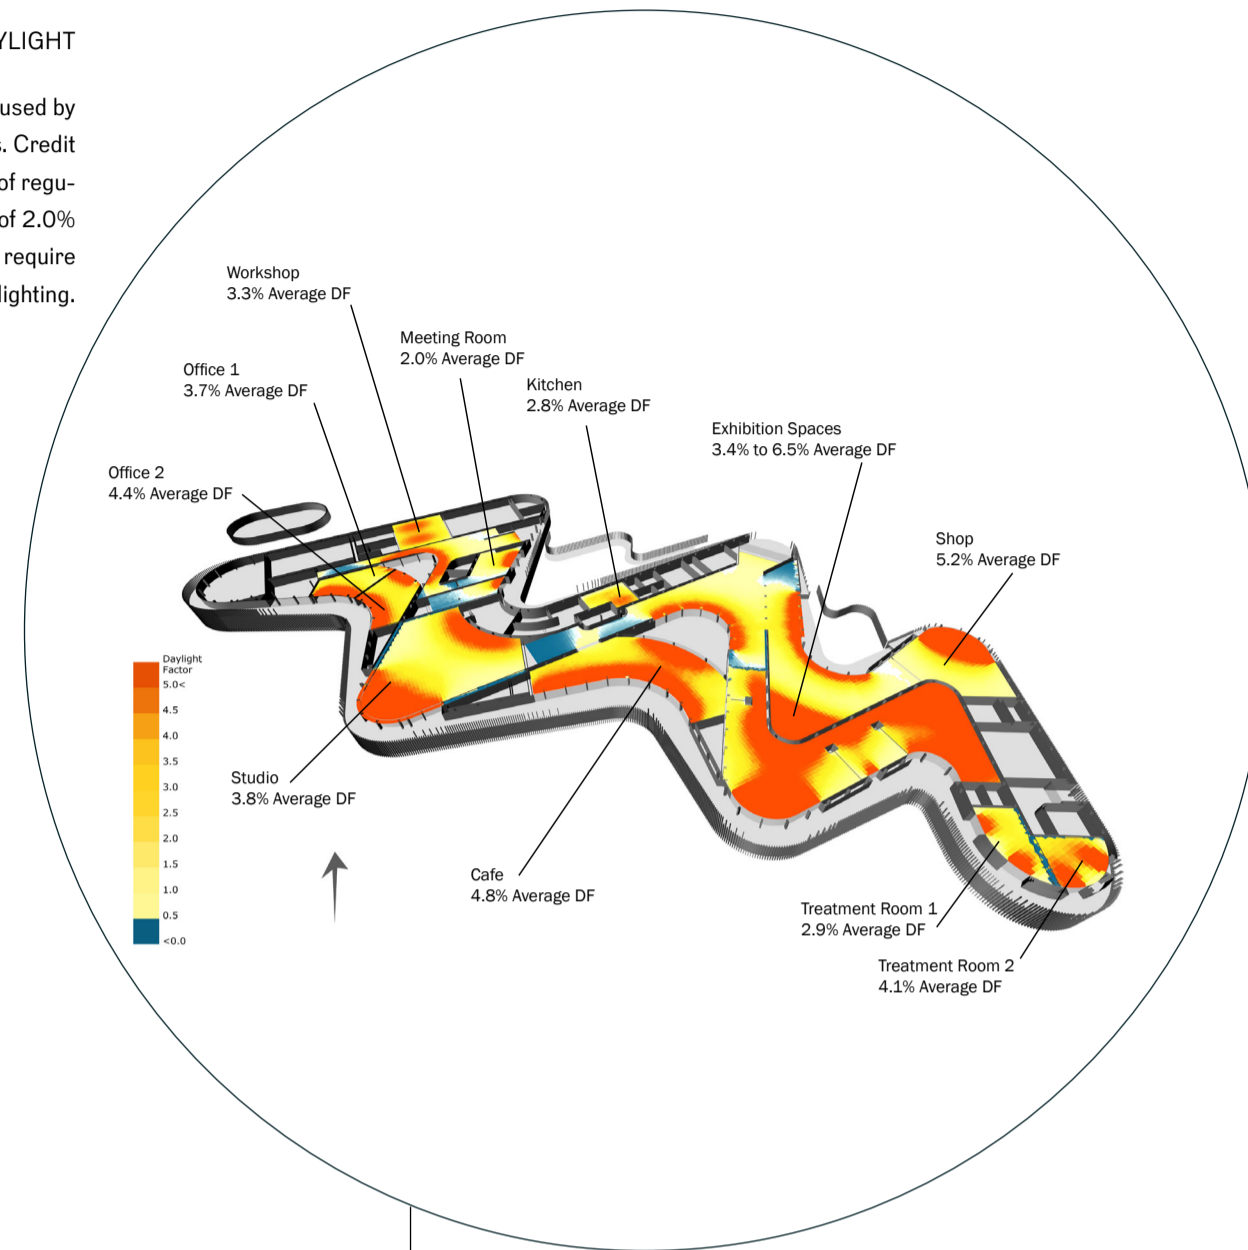 YLIGHT
used by
s. Credit
of regu-
of 2.0%
require
lighting.
Workshop
3.3% Average DF
Meeting Room
2.0% Average DF
Office 1
3.7% Average DF
Kitchen
2.8% Average DF
Exhibition Spaces
3.4% to 6.5% Average DF
Office 2
4.4% Average DF
Shop
5.2% Average DF
Daylight
Factor
5.0<
4.5
4.0
3.5
3.0
2.5
2.0
1.5
1.0
0.5
<0.0
Studio
3.8% Average DF
Cafe
4.8% Average DF
Treatment Room 1
2.9% Average DF
Treatment Room 2
4.1% Average DF